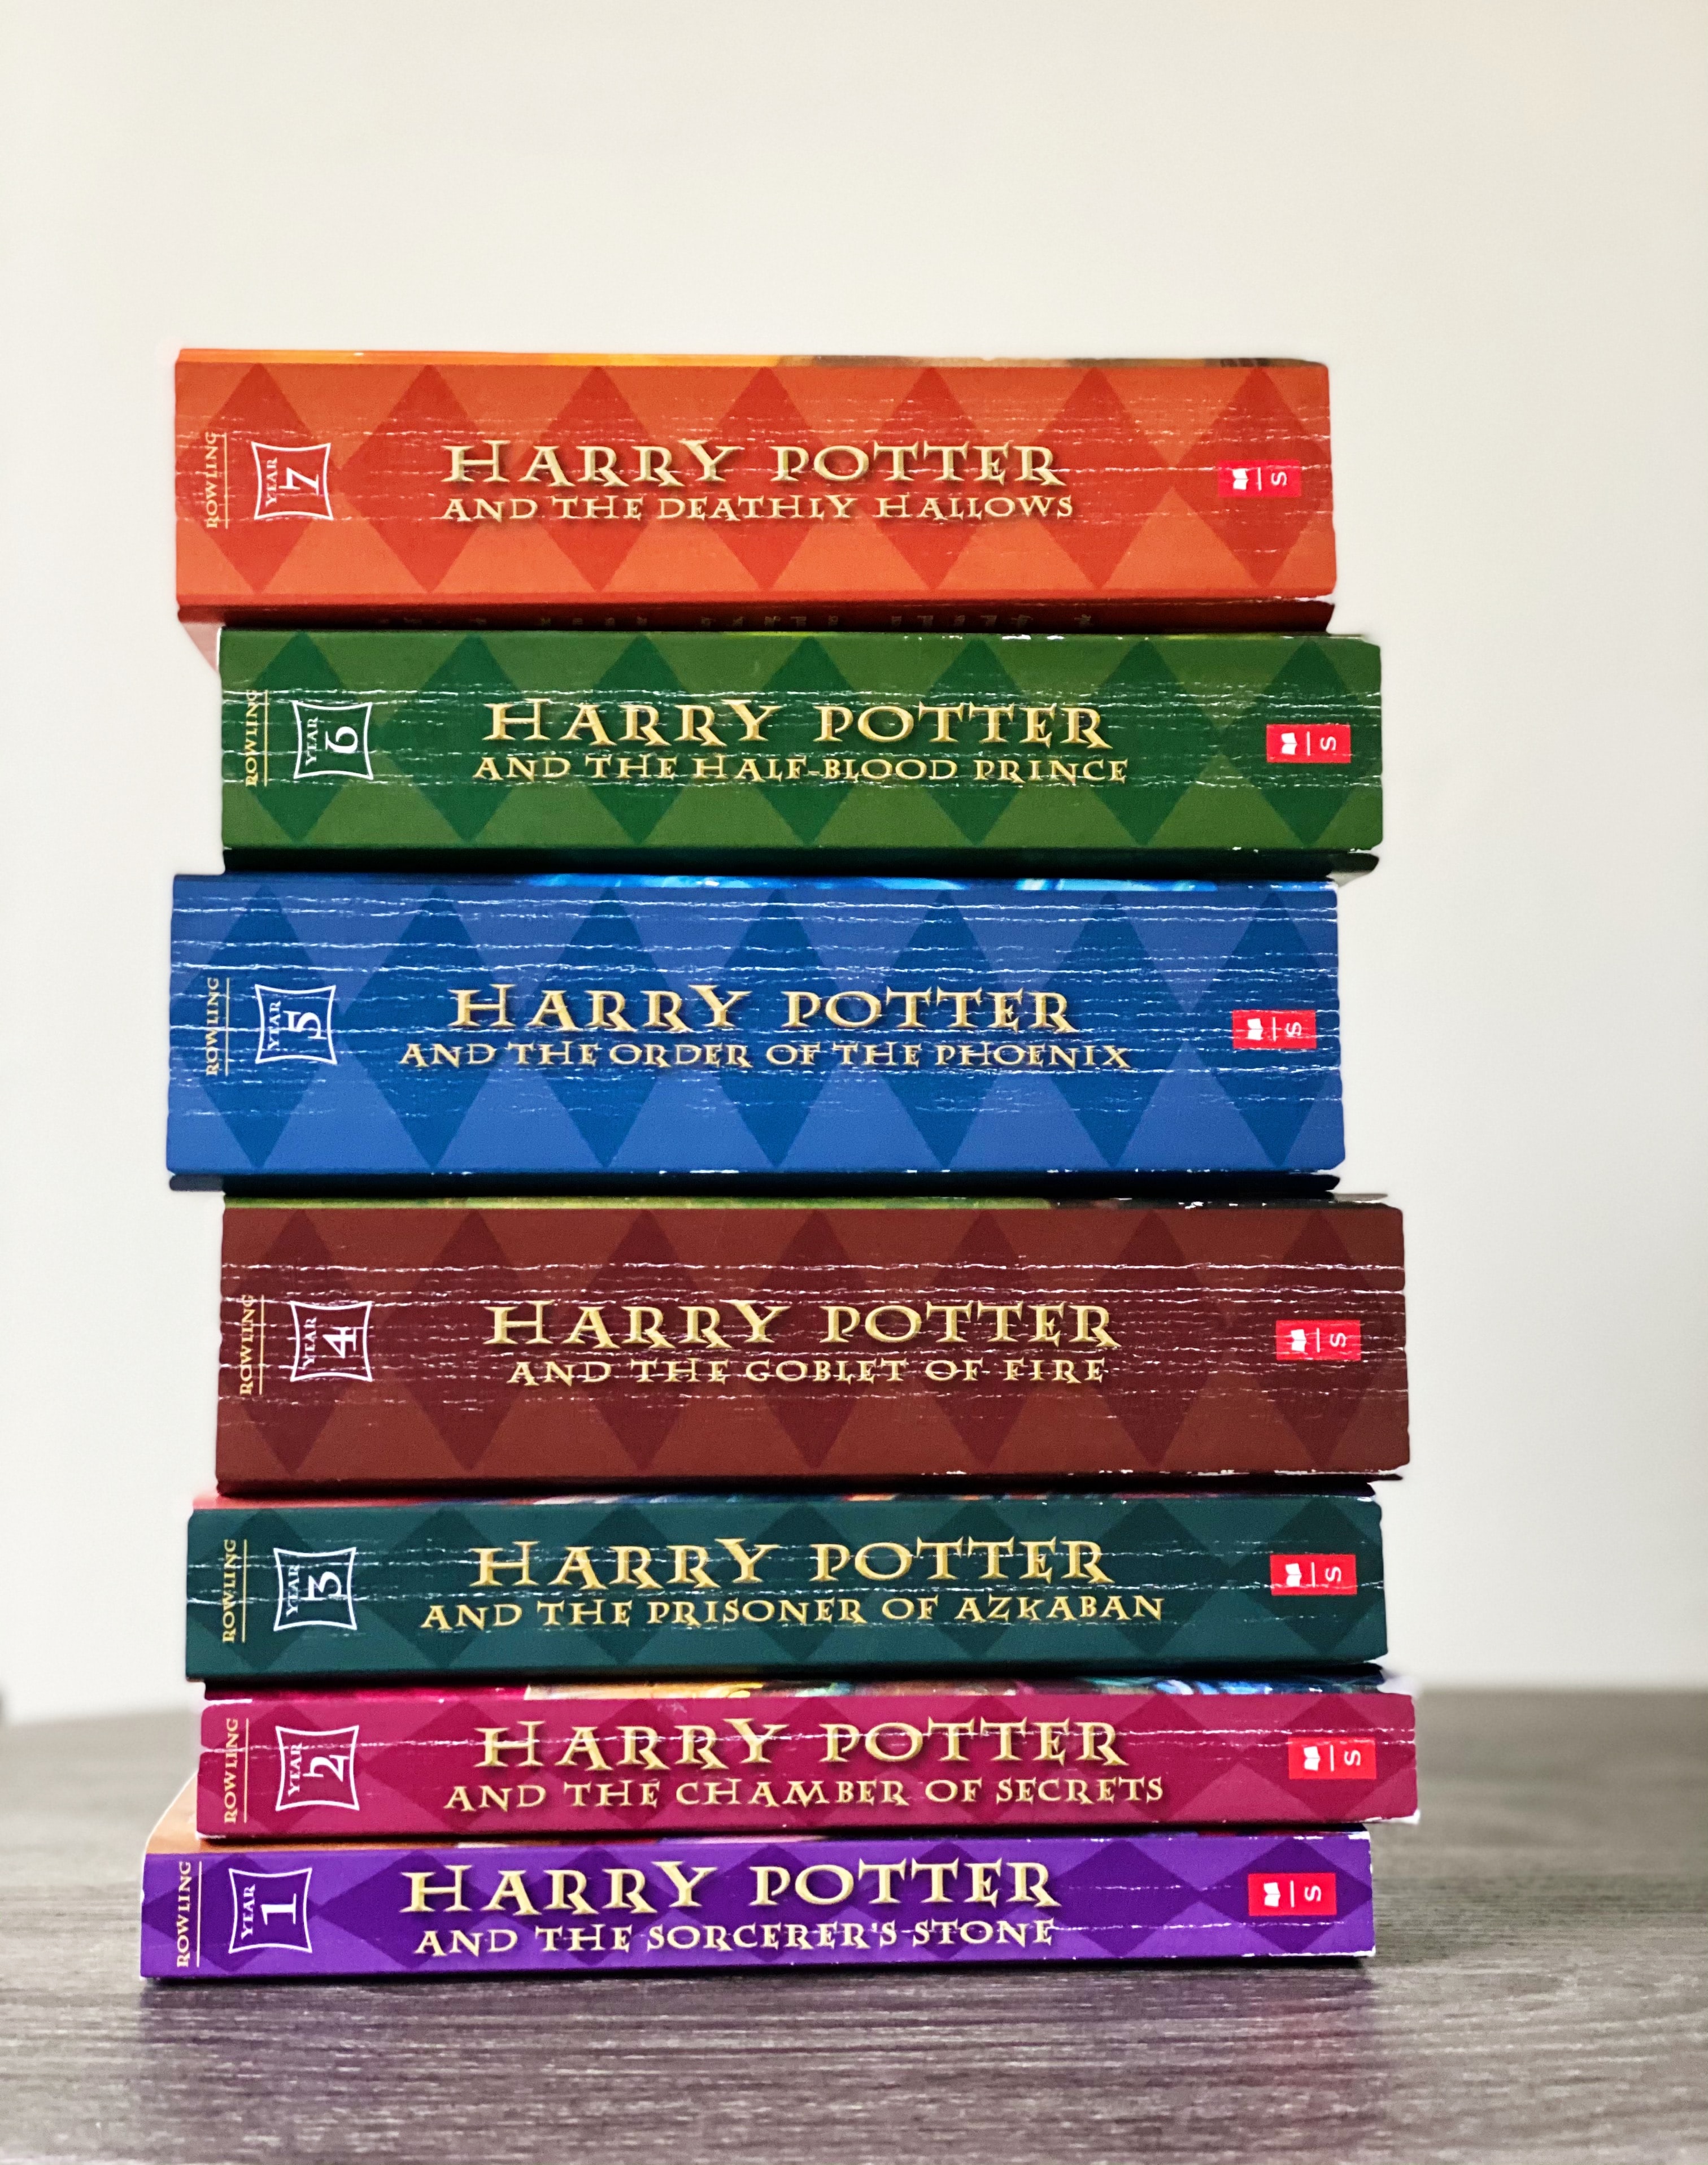 ROWLING
YEAR
7
HARRY POTTER
AND THE DEATHLY HALLOWS
S
ROWLING
YEAR
6
HARRY POTTER
AND THE HALF-BLOOD PRINCE
S
ROWLING
YEAR
5
HARRY POTTER
AND THE ORDER OF THE PHOENIX
S
ROWLING
YEAR
4
HARRY POTTER
AND THE GOBLET OF FIRE
S
ROWLING
YEAR
3
HARRY POTTER
AND THE PRISONER OF AZKABAN
S
ROWLING
YEAR
2
HARRY POTTER
AND THE CHAMBER OF SECRETS
S
ROWLING
YEAR
1
HARRY POTTER
AND THE SORCERER'S STONE
S